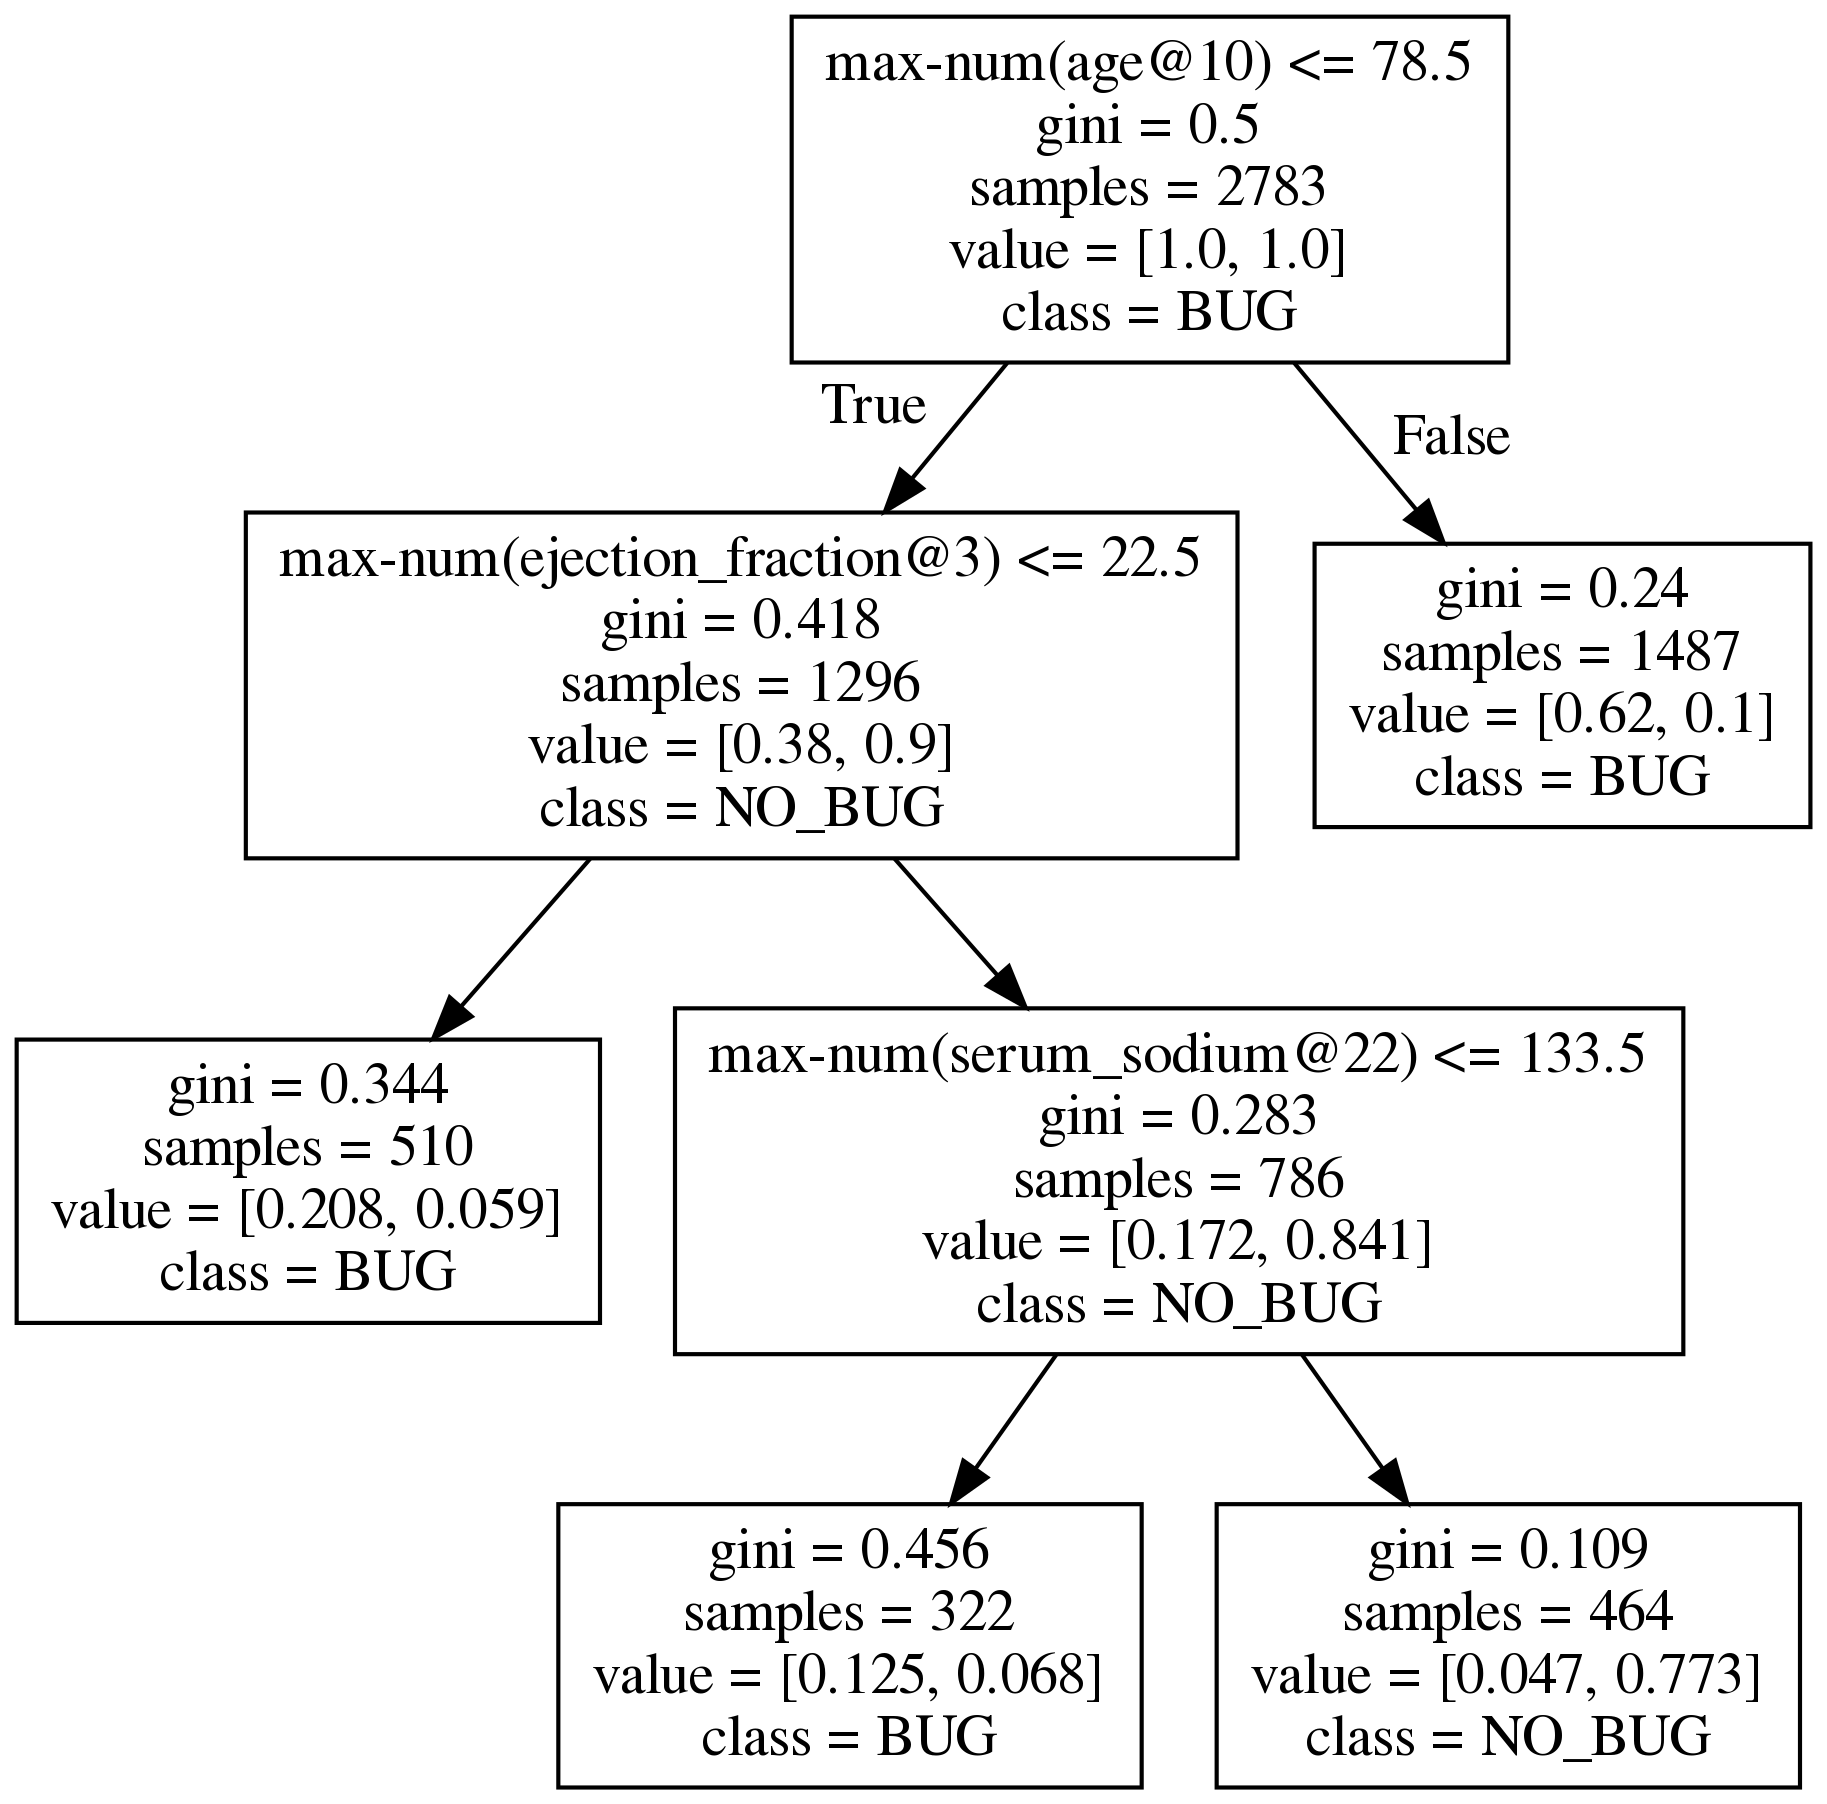 max-num(age@10) <= 78.5
gini = 0.5
samples = 2783
value = [1.0, 1.0]
class = BUG
True
False
max-num(ejection_fraction@3) <= 22.5
gini = 0.418
samples = 1296
value = [0.38, 0.9]
class = NO_BUG
gini = 0.24
samples = 1487
value = [0.62, 0.1]
class = BUG
gini = 0.344
samples = 510
value = [0.208, 0.059]
class = BUG
max-num(serum_sodium@22) <= 133.5
gini = 0.283
samples = 786
value = [0.172, 0.841]
class = NO_BUG
gini = 0.456
samples = 322
value = [0.125, 0.068]
class = BUG
gini = 0.109
samples = 464
value = [0.047, 0.773]
class = NO_BUG